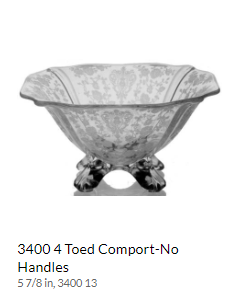 3400 4 Toed Comport-No
Handles
5 7/8 in, 3400 13